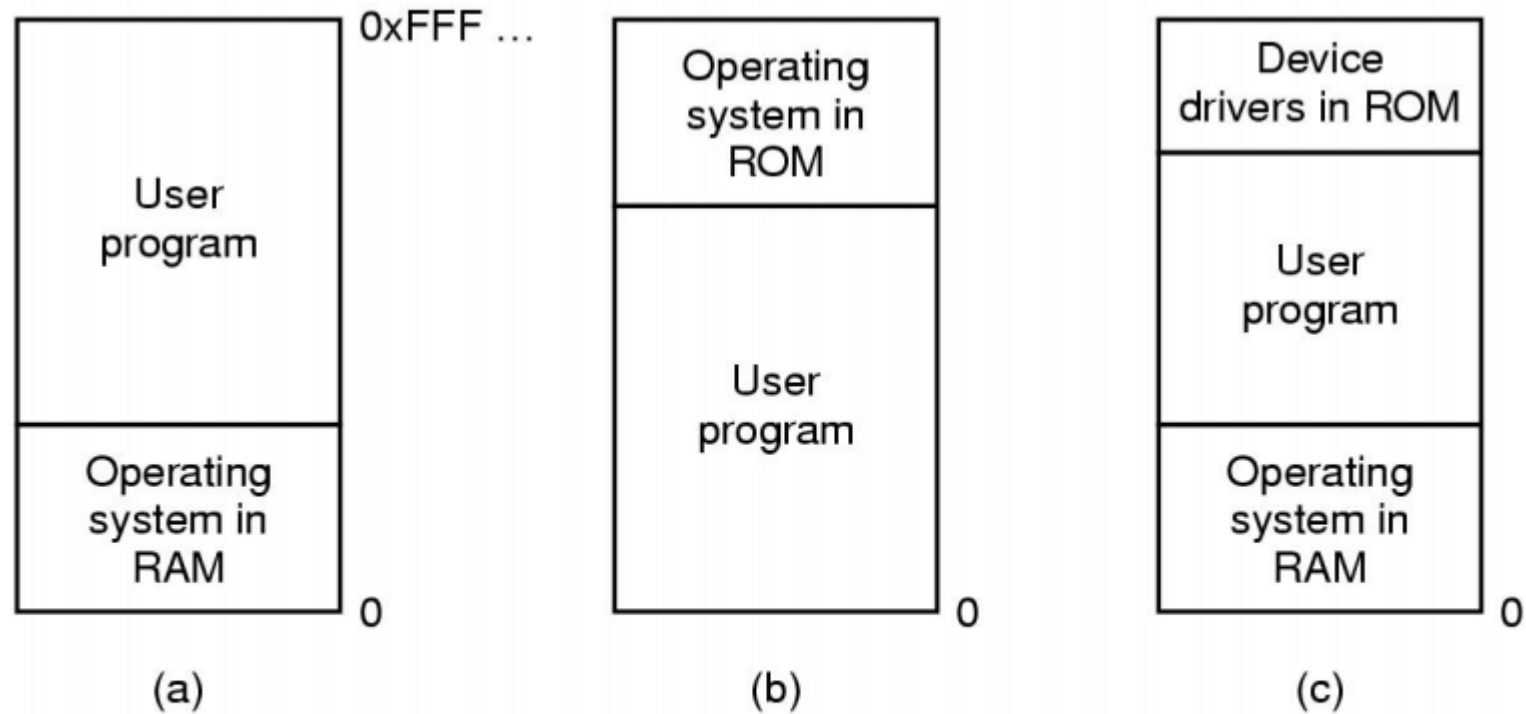 0xFFF ...
User
program
Operating
system in
RAM
0
(a)
Operating
system in
ROM
User
program
0
(b)
Device
drivers in ROM
User
program
Operating
system in
RAM
0
(c)